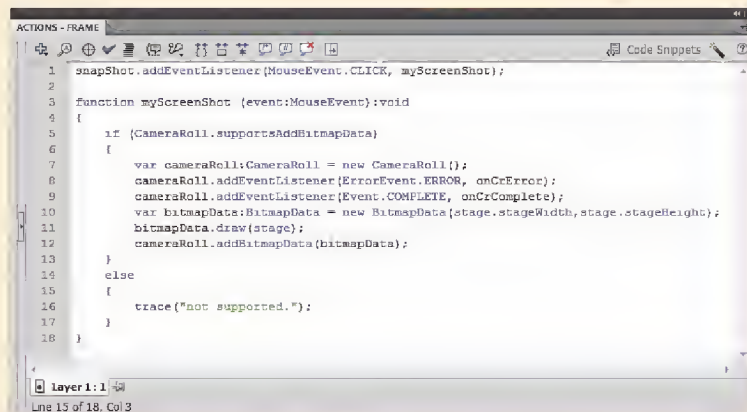 ACTIONS - FRAME
Code Snippets
1 snapShot.addEventListener(MouseEvent.CLICK, myScreenShot);
2
3 function myScreenShot (event:MouseEvent):void
4 {
5 if (CameraRoll.supportsAddBitmapData)
6 {
7 var cameraRoll:CameraRoll = new CameraRoll();
8 cameraRoll.addEventListener(ErrorEvent.ERROR, onCrError);
9 cameraRoll.addEventListener(Event.COMPLETE, onCrComplete);
10 var bitmapData:BitmapData = new BitmapData(stage.stageWidth,stage.stageHeight);
11 bitmapData.draw(stage);
12 cameraRoll.addBitmapData(bitmapData);
13 }
14 else
15 {
16 trace("not supported.");
17 }
18 }
Layer 1 : 1
Line 15 of 18, Col 3